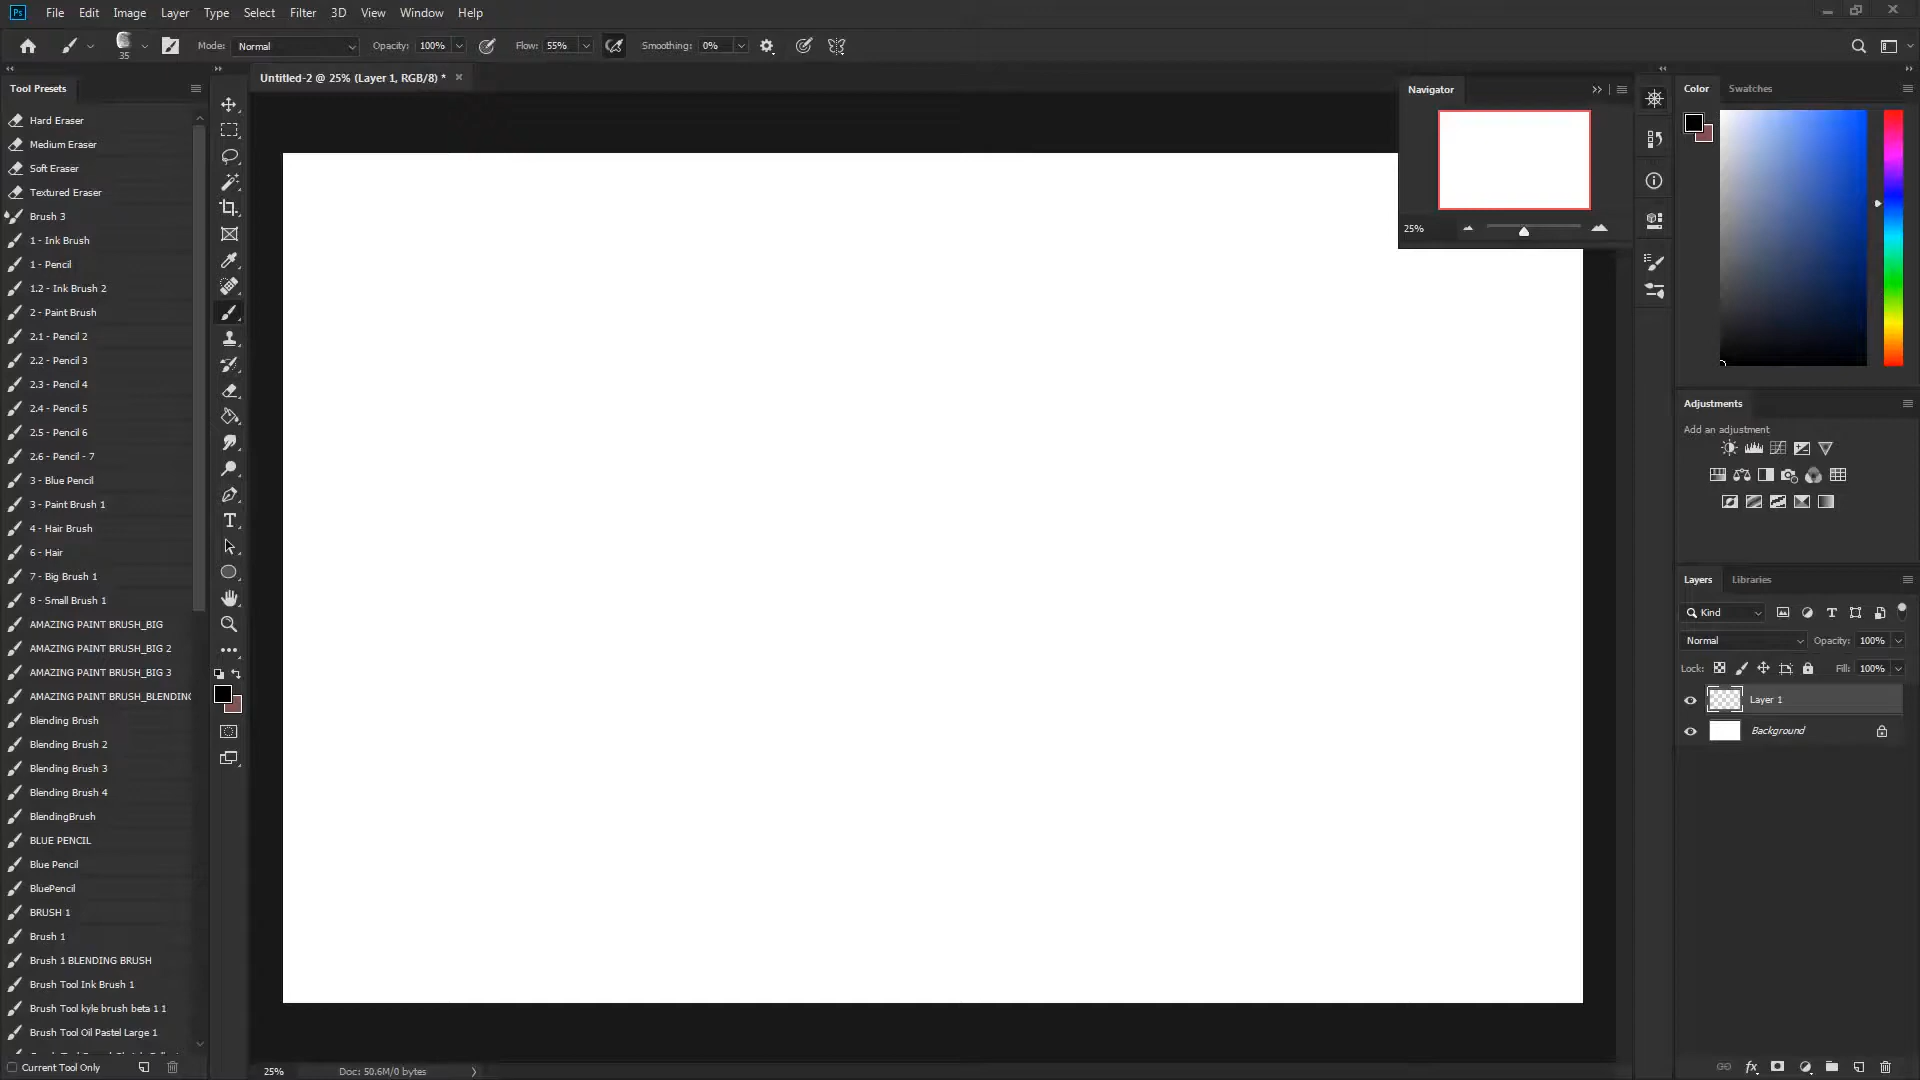 Ps File Edit Image Layer Type Select Filter 3D View Window Help
35 Mode: Normal Opacity: 100% Flow: 55% Smoothing: 0%
Tool Presets
Hard Eraser
Medium Eraser
Soft Eraser
Textured Eraser
Brush 3
1 - Ink Brush
1 - Pencil
1.2 - Ink Brush 2
2 - Paint Brush
2.1 - Pencil 2
2.2 - Pencil 3
2.3 - Pencil 4
2.4 - Pencil 5
2.5 - Pencil 6
2.6 - Pencil - 7
3 - Blue Pencil
3 - Paint Brush 1
4 - Hair Brush
6 - Hair
7 - Big Brush 1
8 - Small Brush 1
AMAZING PAINT BRUSH_BIG
AMAZING PAINT BRUSH_BIG 2
AMAZING PAINT BRUSH_BIG 3
AMAZING PAINT BRUSH_BLENDING
Blending Brush
Blending Brush 2
Blending Brush 3
Blending Brush 4
BlendingBrush
BLUE PENCIL
Blue Pencil
BluePencil
BRUSH 1
Brush 1
Brush 1 BLENDING BRUSH
Brush Tool Ink Brush 1
Brush Tool kyle brush beta 1 1
Brush Tool Oil Pastel Large 1
Current Tool Only
Untitled-2 @ 25% (Layer 1, RGB/8) *
25% Doc: 50.6M/0 bytes
Navigator
25%
Color Swatches
Adjustments
Add an adjustment
Layers Libraries
Kind
Normal Opacity: 100%
Lock: Fill: 100%
Layer 1
Background